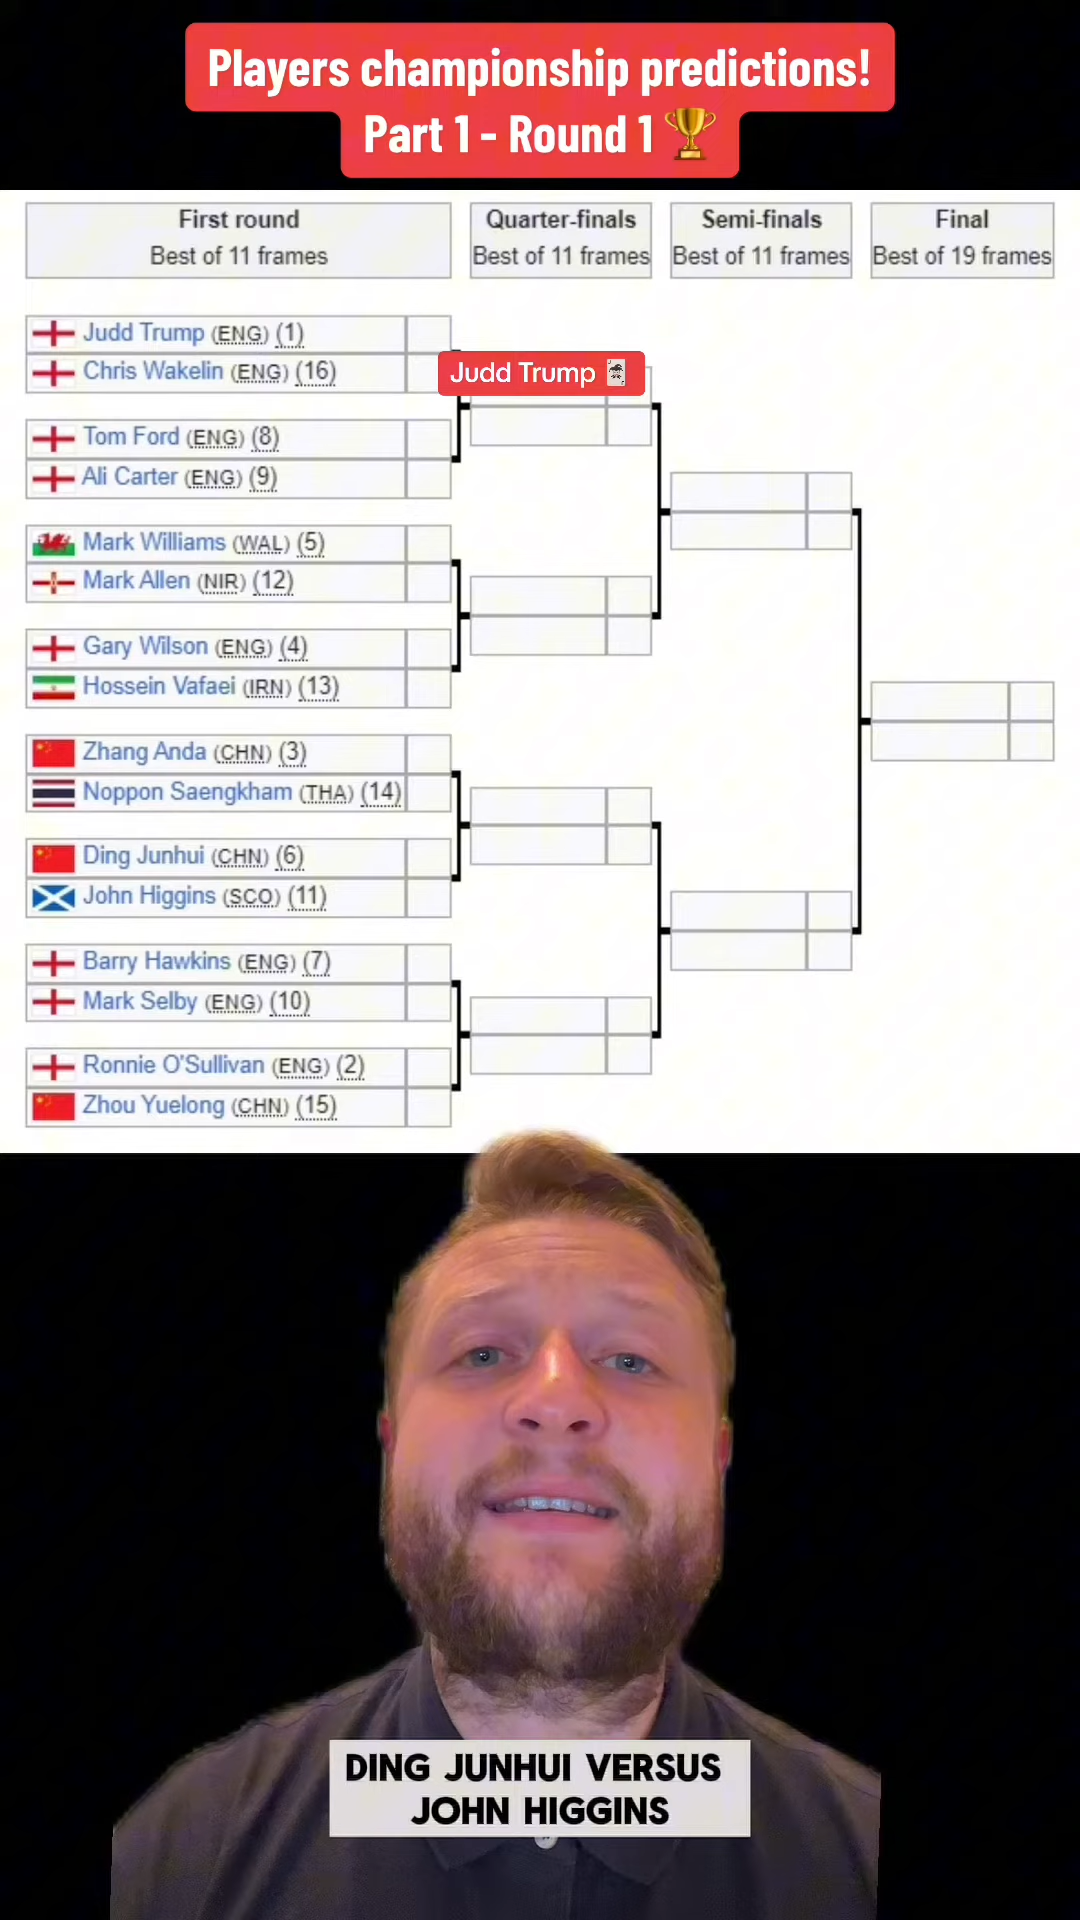 Players championship predictions!
Part 1 - Round 1 🏆
First round
Best of 11 frames
Quarter-finals
Best of 11 frames
Semi-finals
Best of 11 frames
Final
Best of 19 frames
Judd Trump (ENG) (1)
Chris Wakelin (ENG) (16)
Judd Trump 🃏
Tom Ford (ENG) (8)
Ali Carter (ENG) (9)
Mark Williams (WAL) (5)
Mark Allen (NIR) (12)
Gary Wilson (ENG) (4)
Hossein Vafaei (IRN) (13)
Zhang Anda (CHN) (3)
Noppon Saengkham (THA) (14)
Ding Junhui (CHN) (6)
John Higgins (SCO) (11)
Barry Hawkins (ENG) (7)
Mark Selby (ENG) (10)
Ronnie O'Sullivan (ENG) (2)
Zhou Yuelong (CHN) (15)
DING JUNHUI VERSUS
JOHN HIGGINS